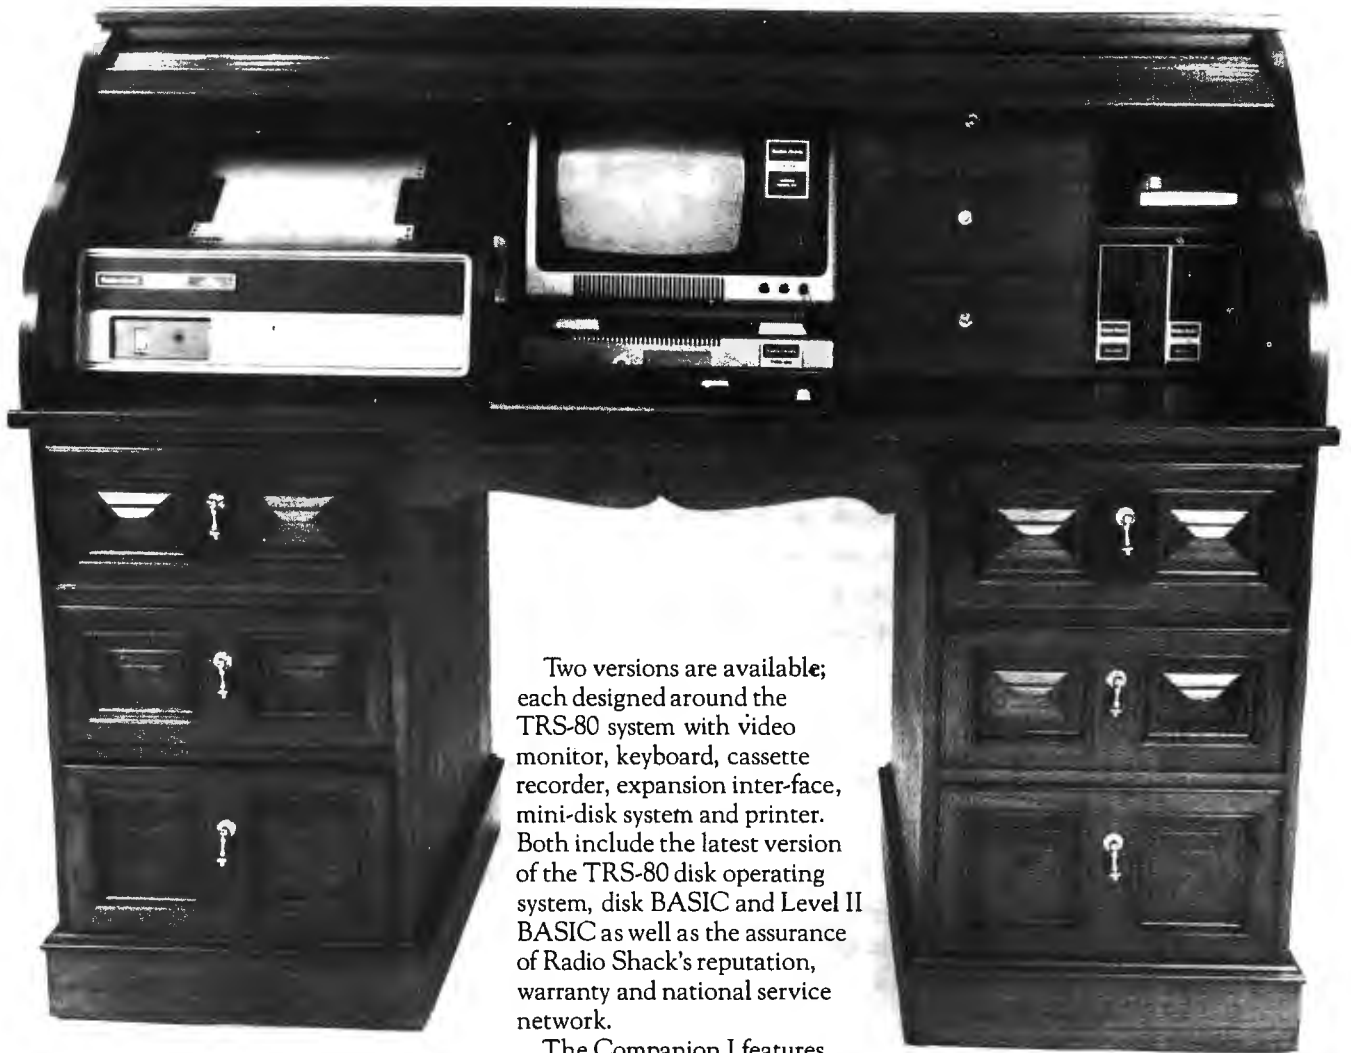 Two versions are available;
each designed around the
TRS-80 system with video
monitor, keyboard, cassette
recorder, expansion inter-face,
mini-disk system and printer.
Both include the latest version
of the TRS-80 disk operating
system, disk BASIC and Level II
BASIC as well as the assurance
of Radio Shack's reputation,
warranty and national service
network.
The Companion I features